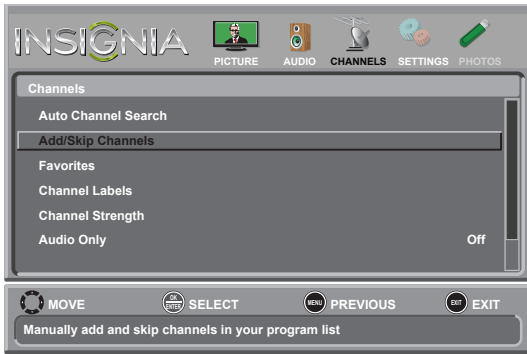 INSIGNIA
PICTURE AUDIO CHANNELS SETTINGS PHOTOS
Channels
Auto Channel Search
Add/Skip Channels
Favorites
Channel Labels
Channel Strength
Audio Only Off
MOVE OK ENTER SELECT MENU PREVIOUS EXIT EXIT
Manually add and skip channels in your program list